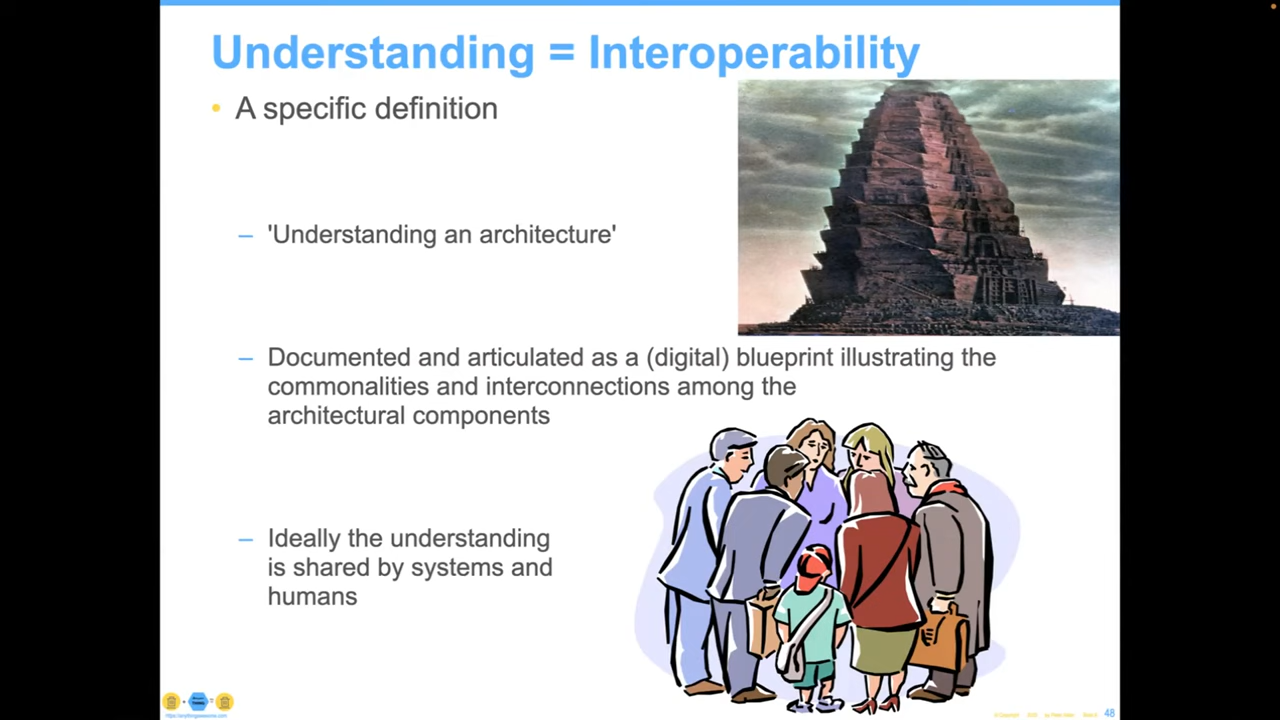 Understanding = Interoperability
• A specific definition
– 'Understanding an architecture'
– Documented and articulated as a (digital) blueprint illustrating the
commonalities and interconnections among the
architectural components
– Ideally the understanding
is shared by systems and
humans
48